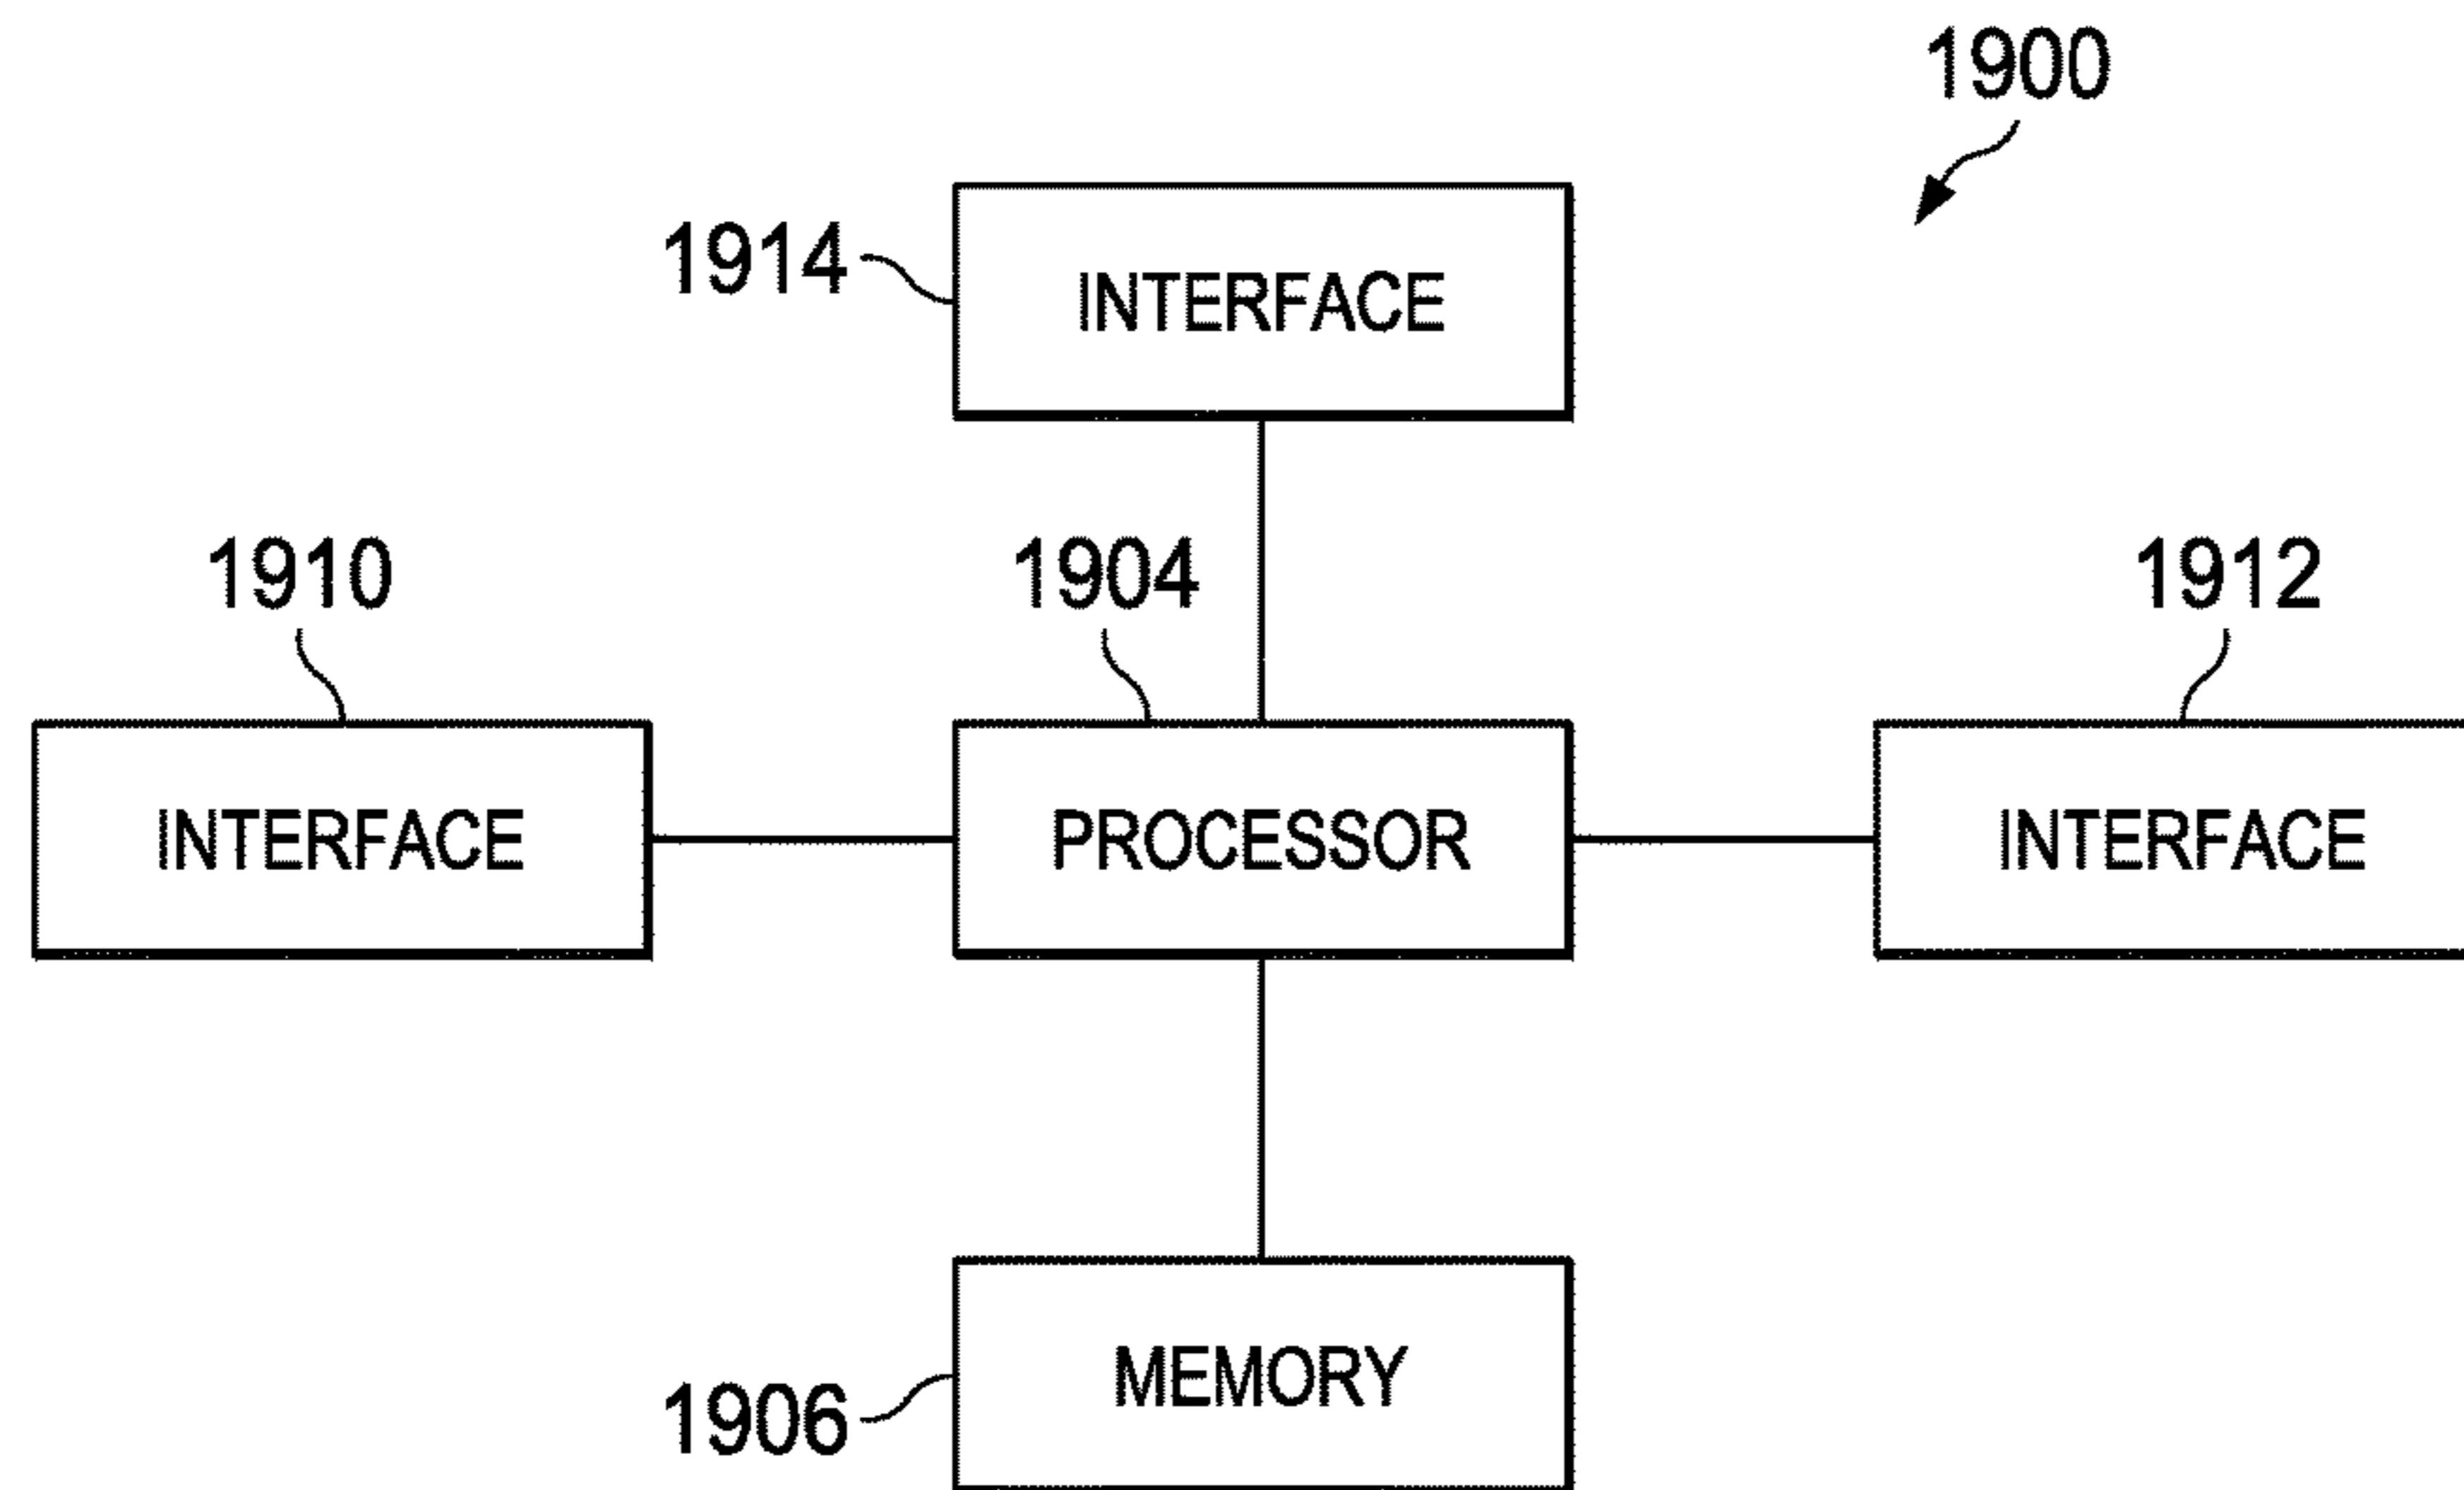 1900
1914
INTERFACE
1910
1904
1912
INTERFACE
PROCESSOR
INTERFACE
1906
MEMORY